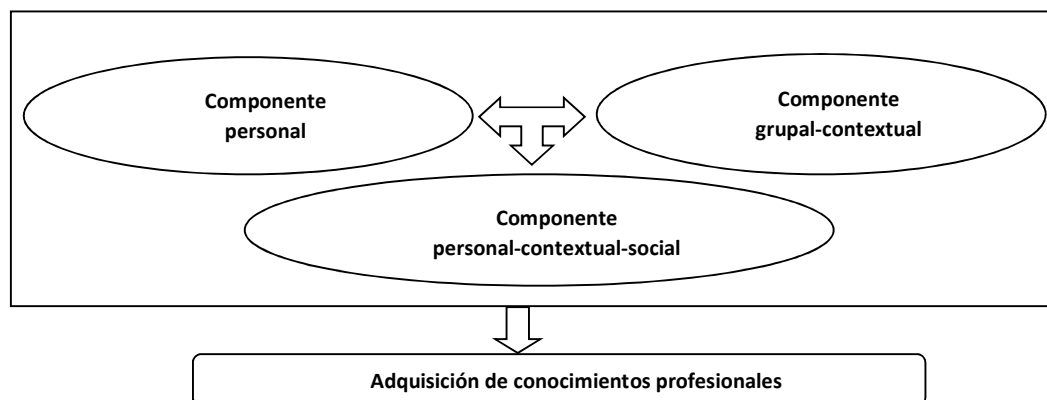 Componente
personal
Componente
grupal-contextual
Componente
personal-contextual-social
Adquisición de conocimientos profesionales